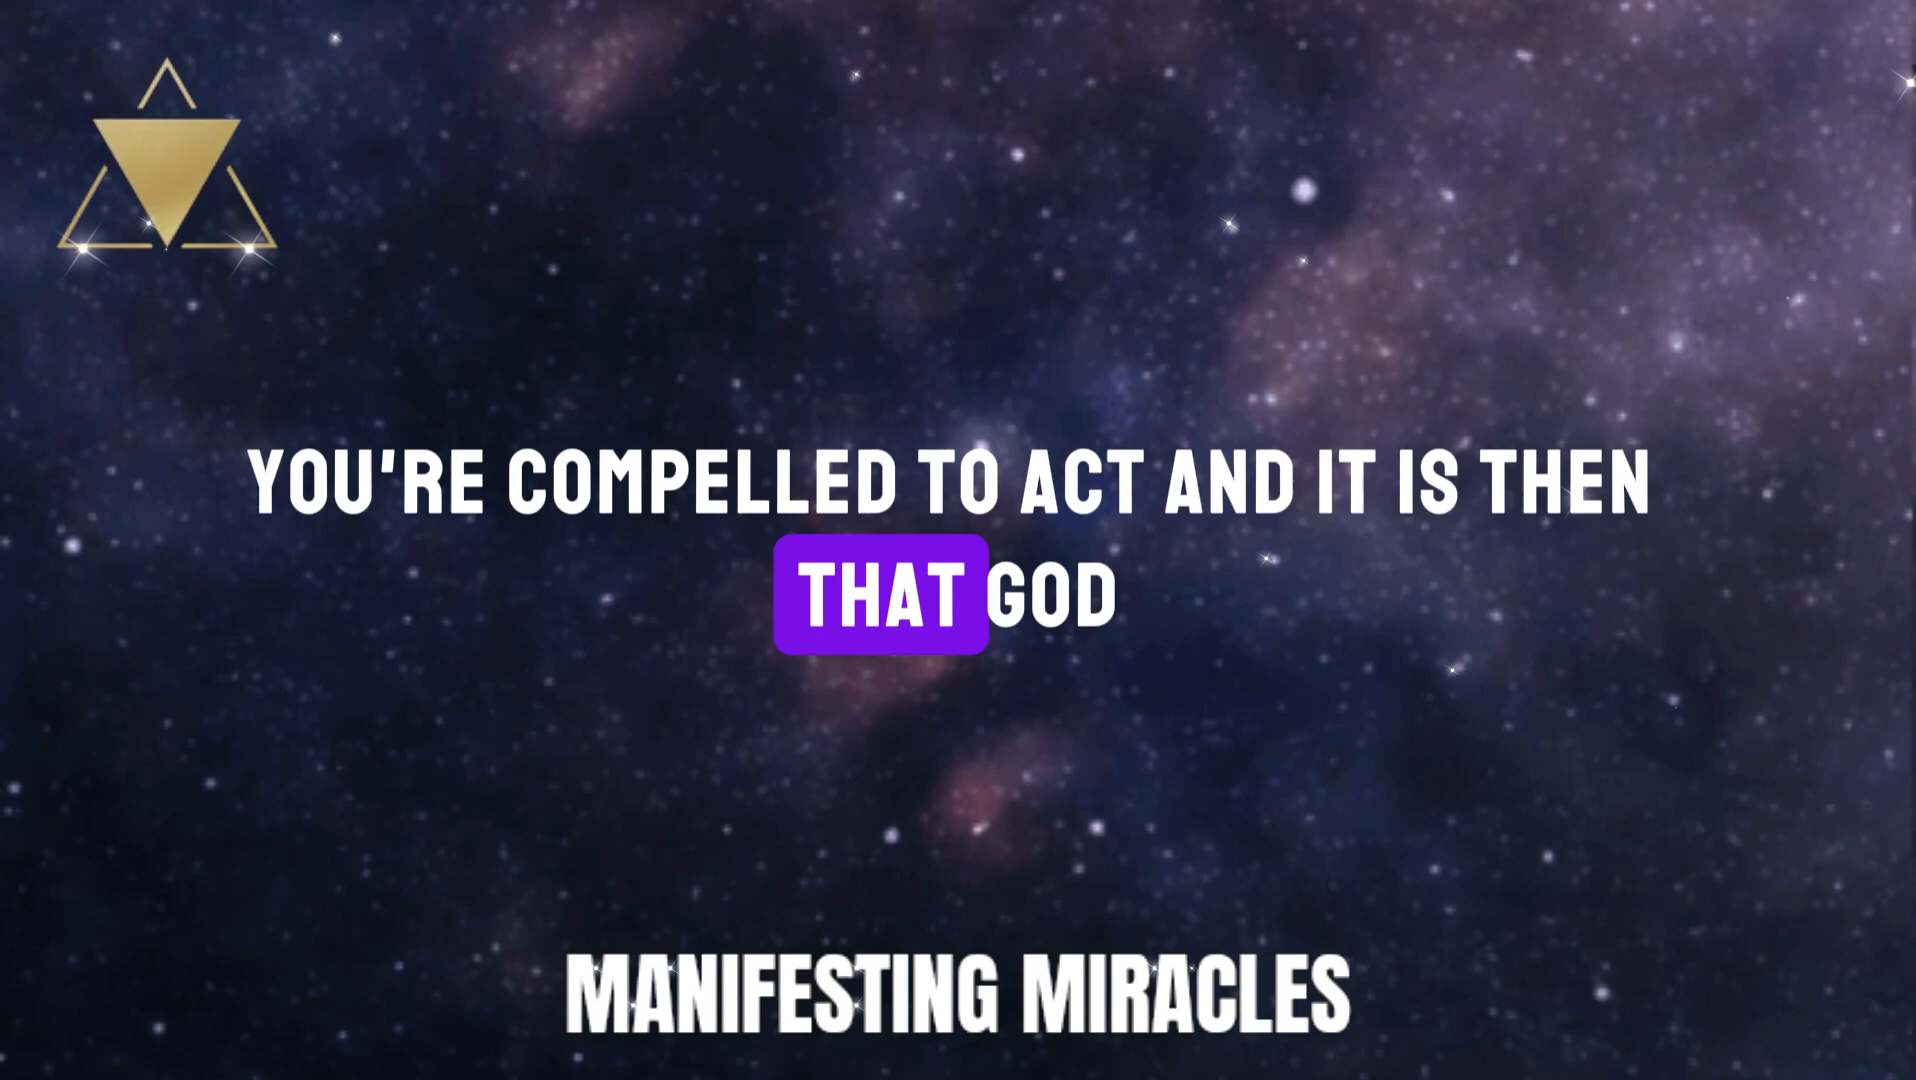 YOU'RE COMPELLED TO ACT AND IT IS THEN
THAT GOD
MANIFESTING MIRACLES